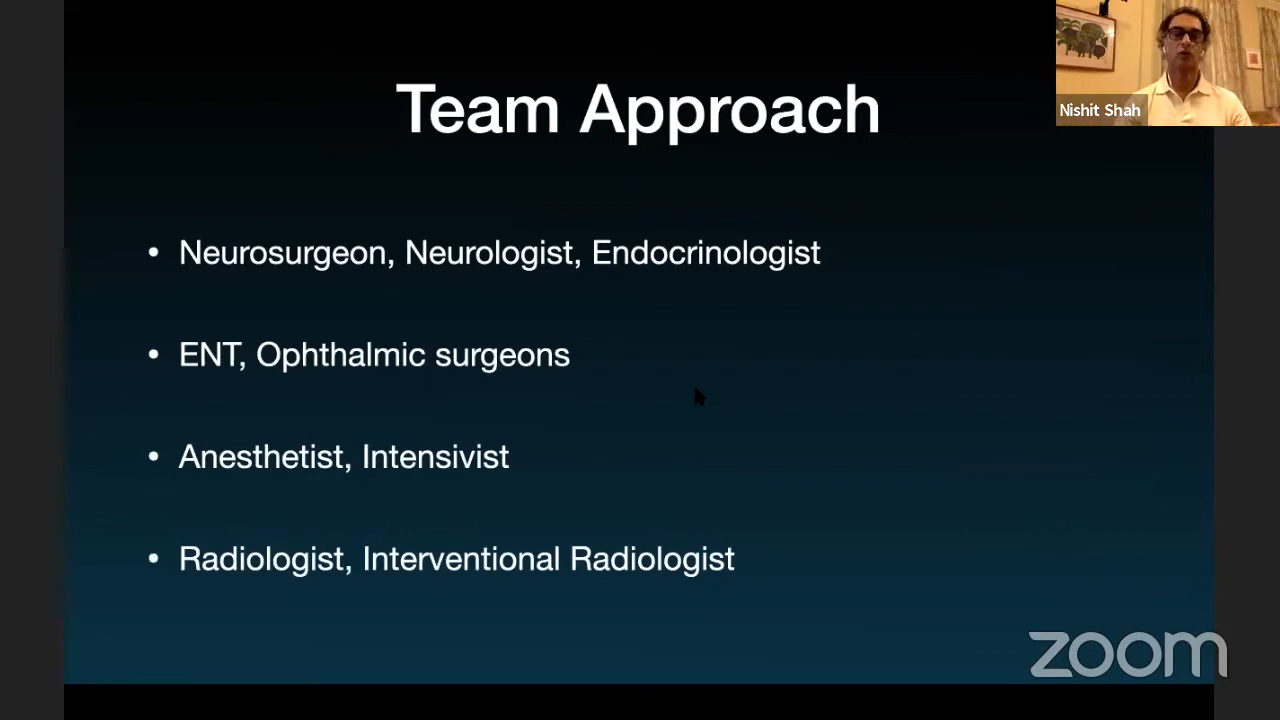 Team Approach
Nishit Shah
• Neurosurgeon, Neurologist, Endocrinologist
• ENT, Ophthalmic surgeons
• Anesthetist, Intensivist
• Radiologist, Interventional Radiologist
zoom